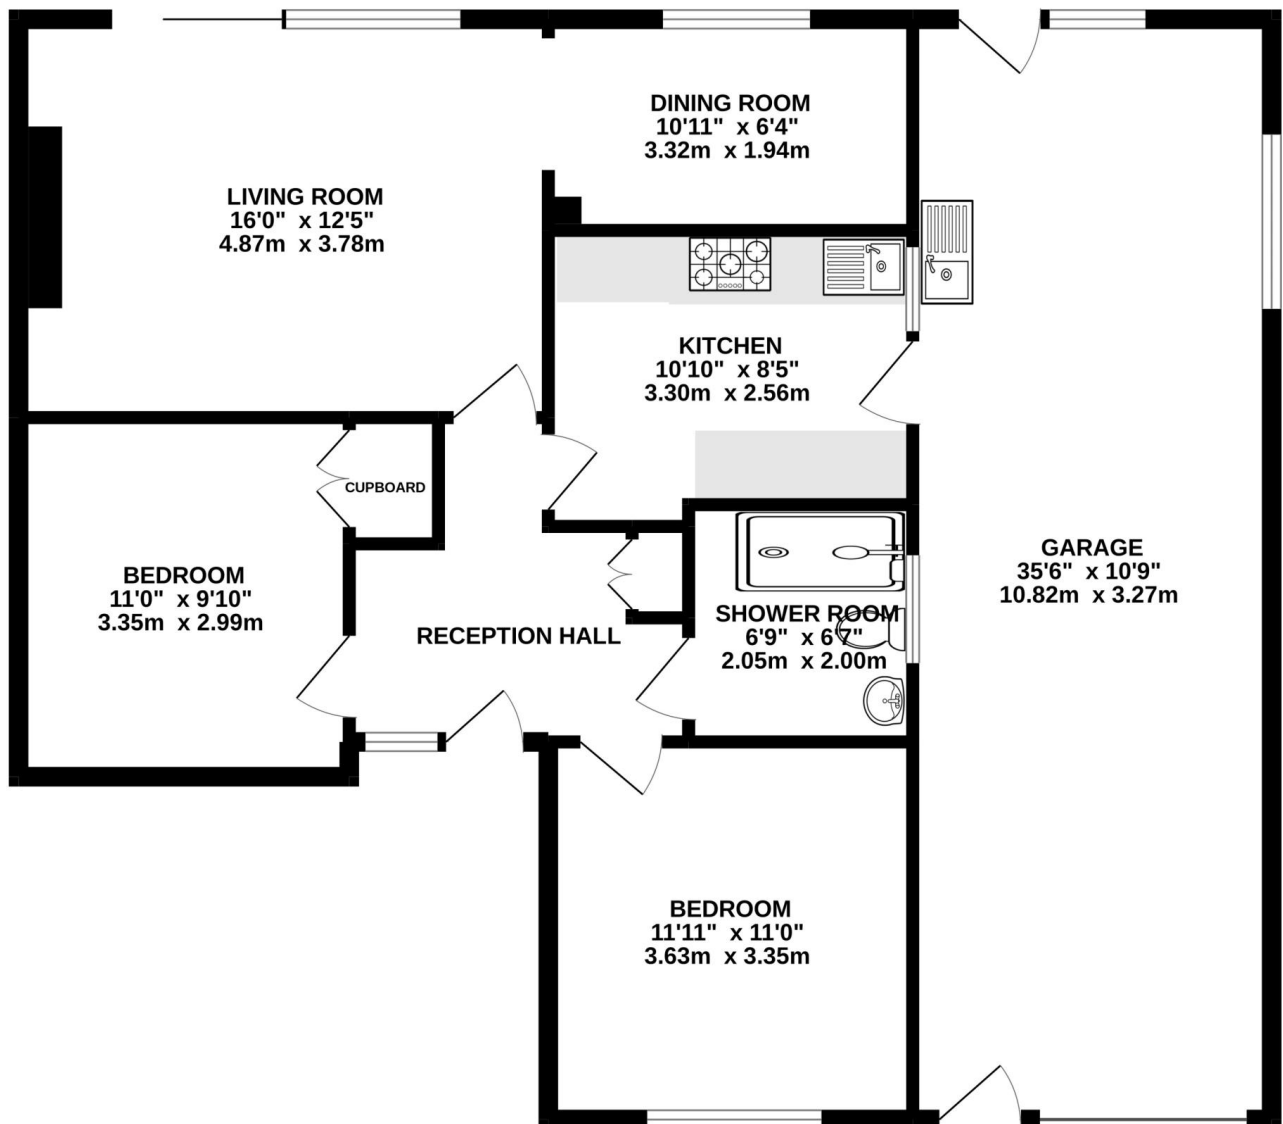 DINING ROOM
10'11" x 6'4"
3.32m x 1.94m
LIVING ROOM
16'0" x 12'5"
4.87m x 3.78m
KITCHEN
10'10" x 8'5"
3.30m x 2.56m
CUPBOARD
BEDROOM
11'0" x 9'10"
3.35m x 2.99m
GARAGE
35'6" x 10'9"
10.82m x 3.27m
RECEPTION HALL
SHOWER ROOM
6'9" x 6'7"
2.05m x 2.00m
BEDROOM
11'11" x 11'0"
3.63m x 3.35m